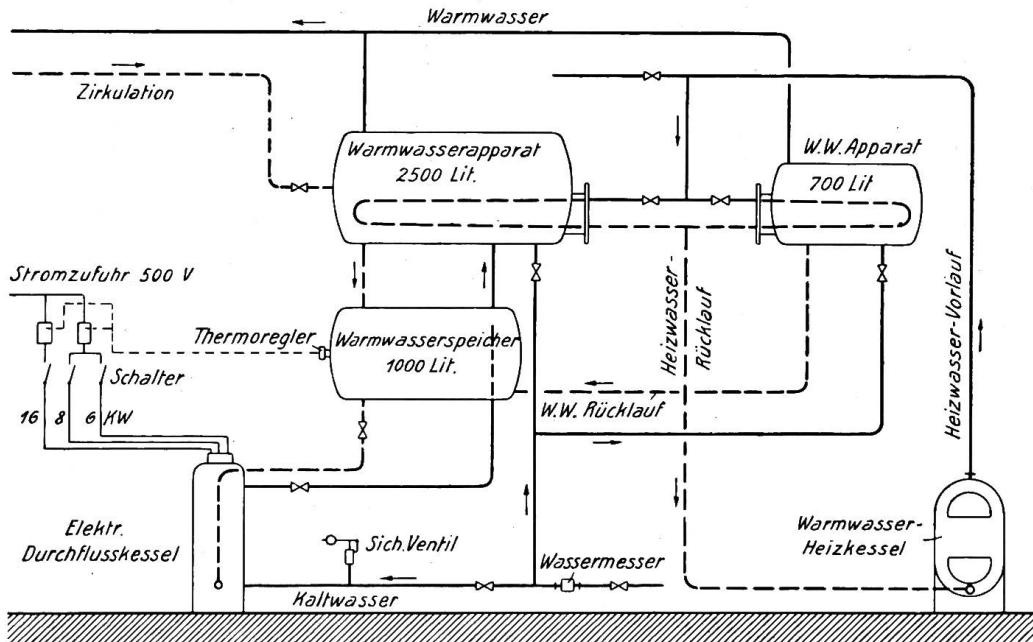 Warmwasser
Zirkulation
Warmwasserapparat
2500 Lit.
W.W. Apparat
700 Lit
Stromzufuhr 500 V
Thermoregler
Warmwasserspeicher
1000 Lit.
Heizwasser-
Rücklauf
Heizwasser-Vorlauf
Schalter
16 8 6 KW
W.W. Rücklauf
Elektr.
Durchflusskessel
Sich. Ventil
Wassermesser
Kaltwasser
Warmwasser-
Heizkessel